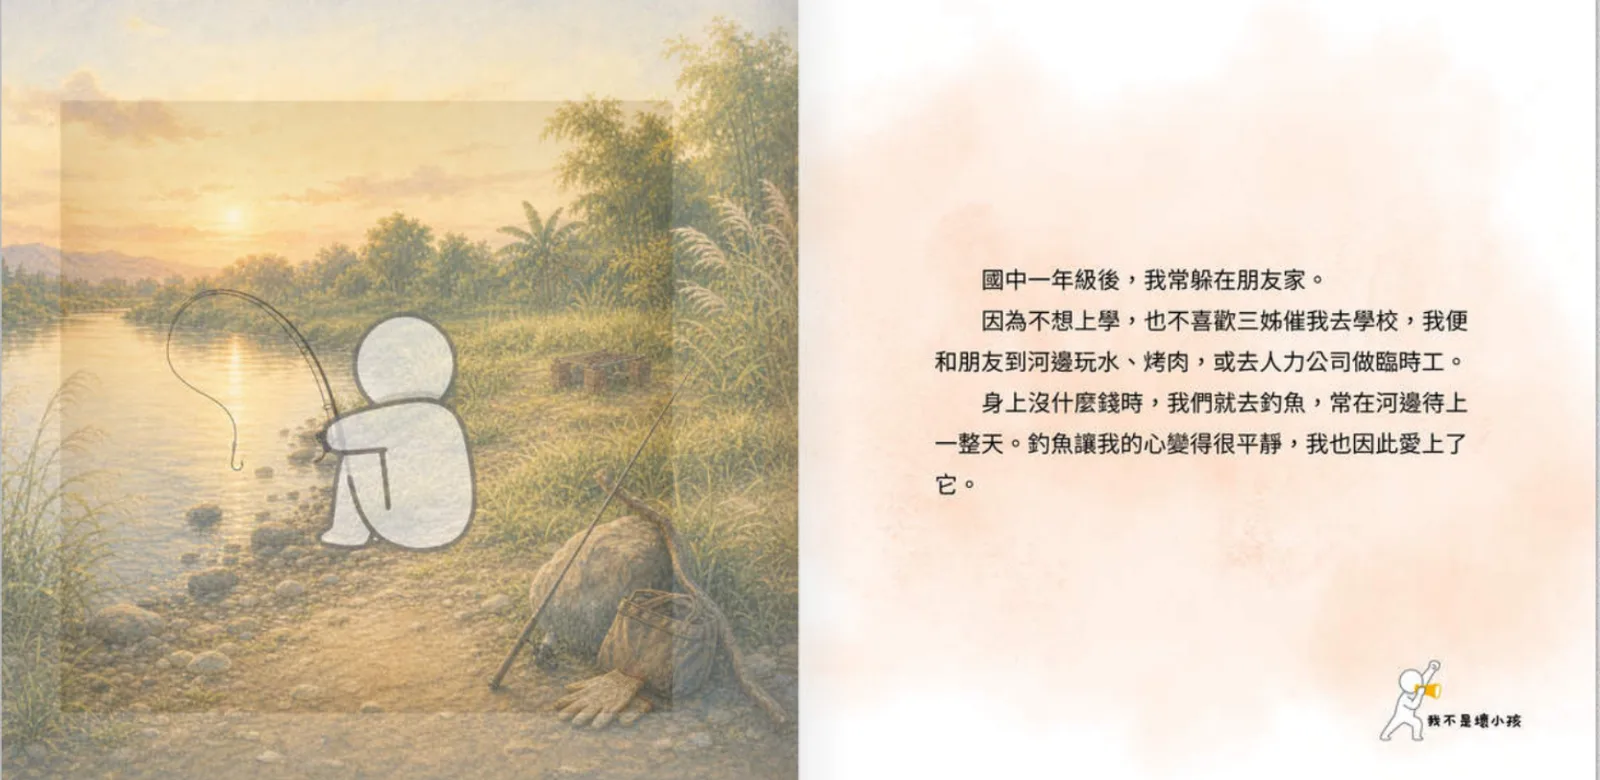 國中一年級後，我常躲在朋友家。
因為不想上學，也不喜歡三姊催我去學校，我便
和朋友到河邊玩水、烤肉，或去人力公司做臨時工。
身上沒什麼錢時，我們就去釣魚，常在河邊待上
一整天。釣魚讓我的心變得很平靜，我也因此愛上了
它。
我不是壞小孩